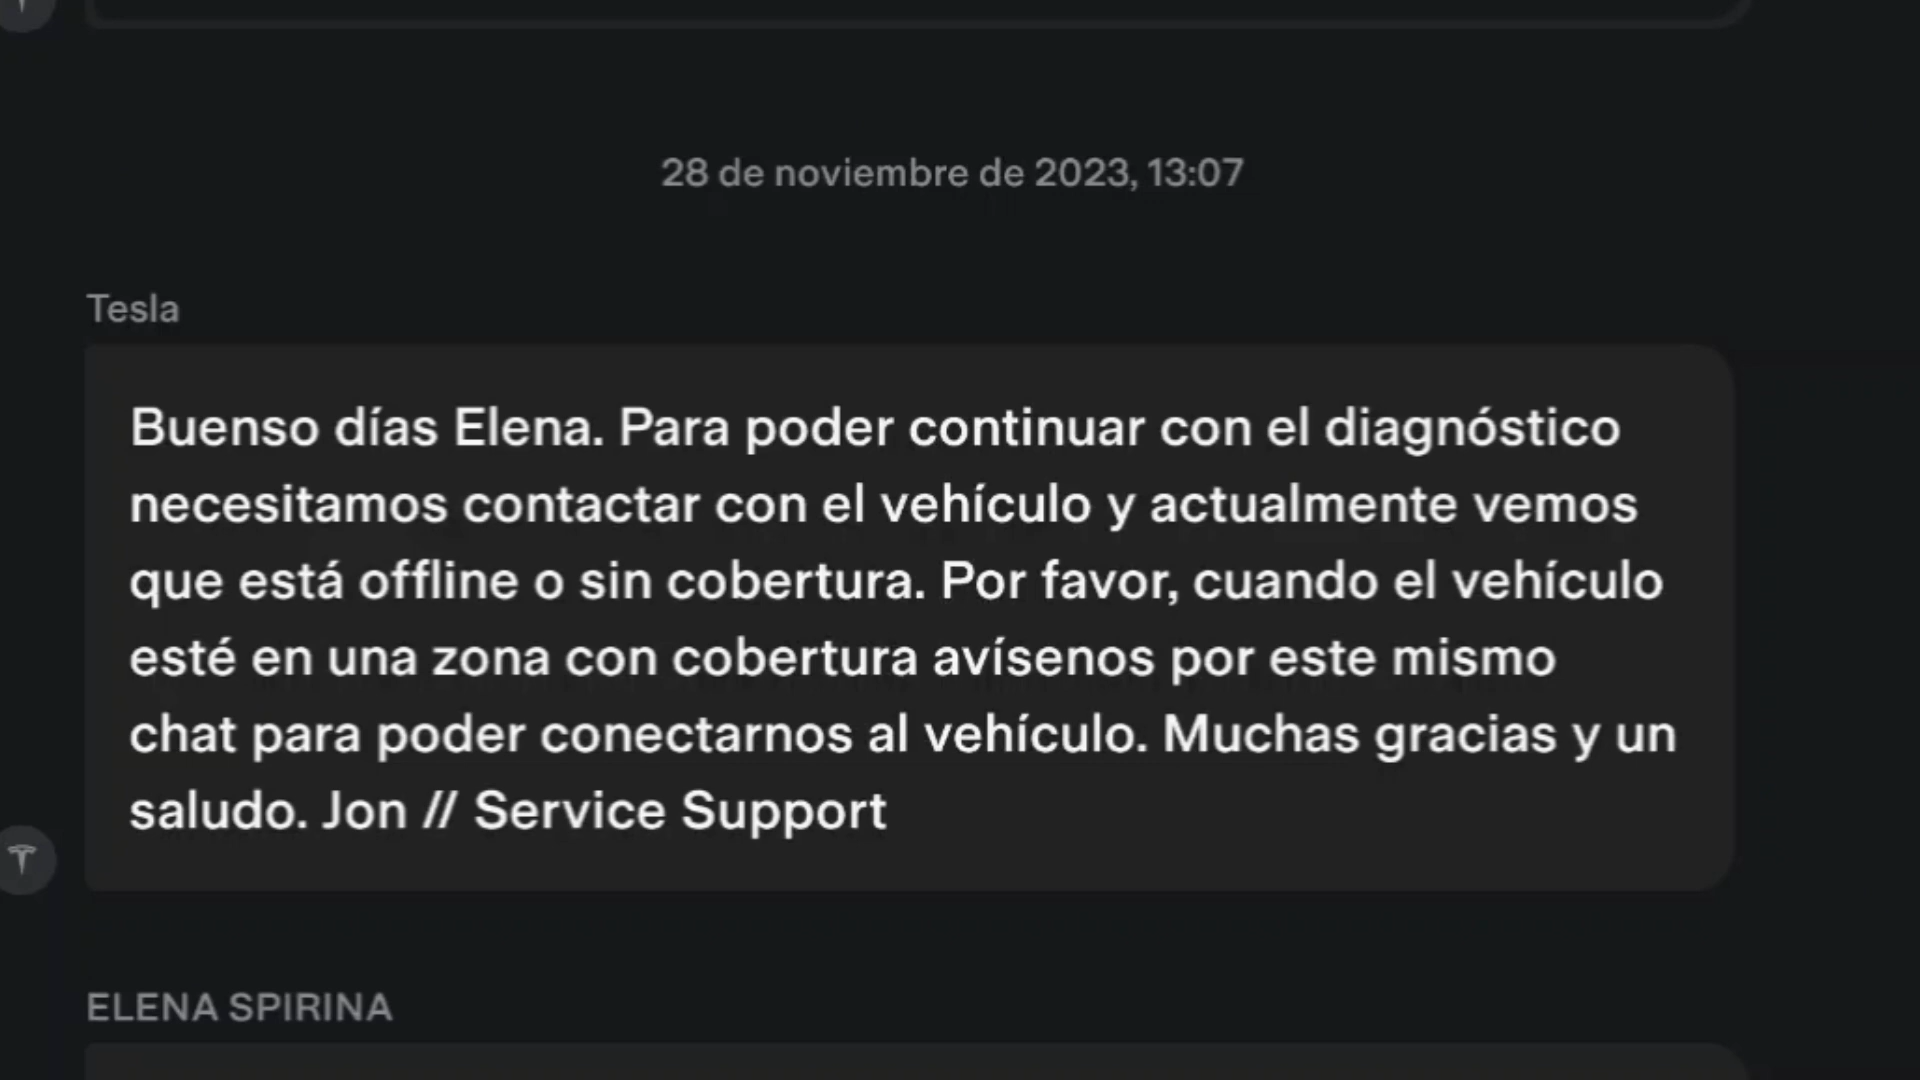 28 de noviembre de 2023, 13:07
Tesla
Buenso días Elena. Para poder continuar con el diagnóstico
necesitamos contactar con el vehículo y actualmente vemos
que está offline o sin cobertura. Por favor, cuando el vehículo
esté en una zona con cobertura avísenos por este mismo
chat para poder conectarnos al vehículo. Muchas gracias y un
saludo. Jon // Service Support
ELENA SPIRINA